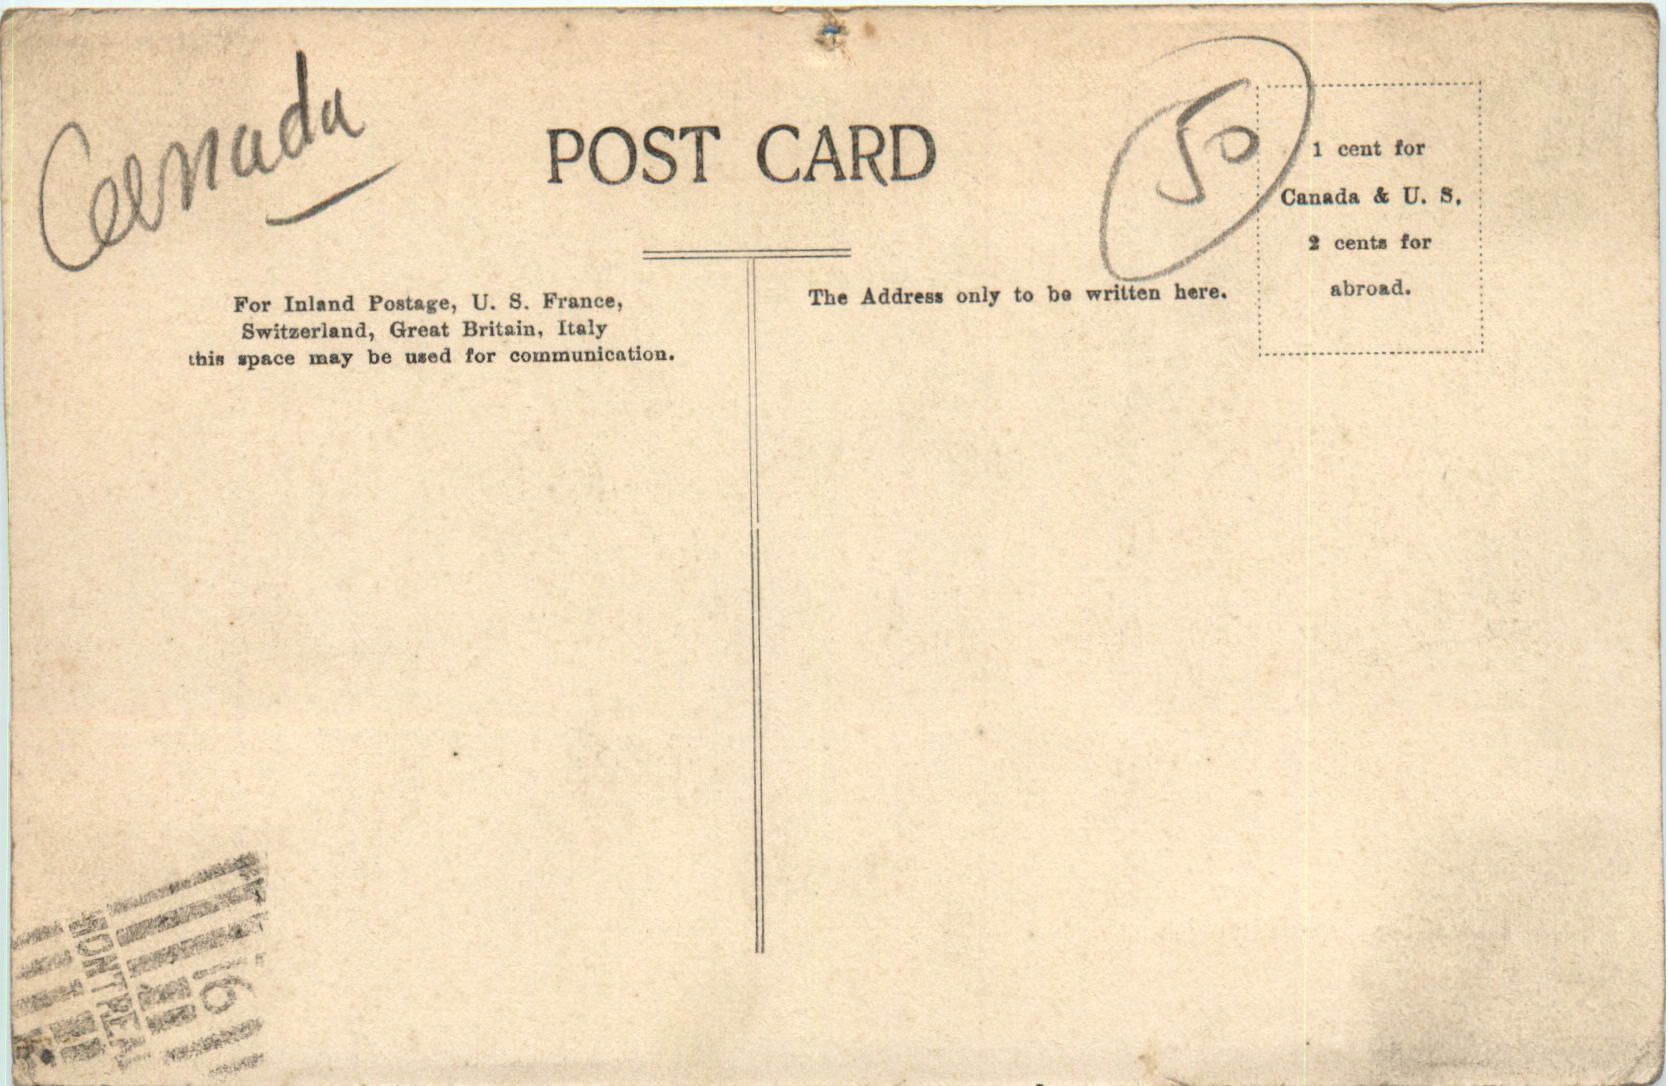 Canada
POST CARD
50
1 cent for
Canada & U. S.
2 cents for
abroad.
For Inland Postage, U. S. France,
Switzerland, Great Britain, Italy
this space may be used for communication.
The Address only to be written here.
MONTREAL
16